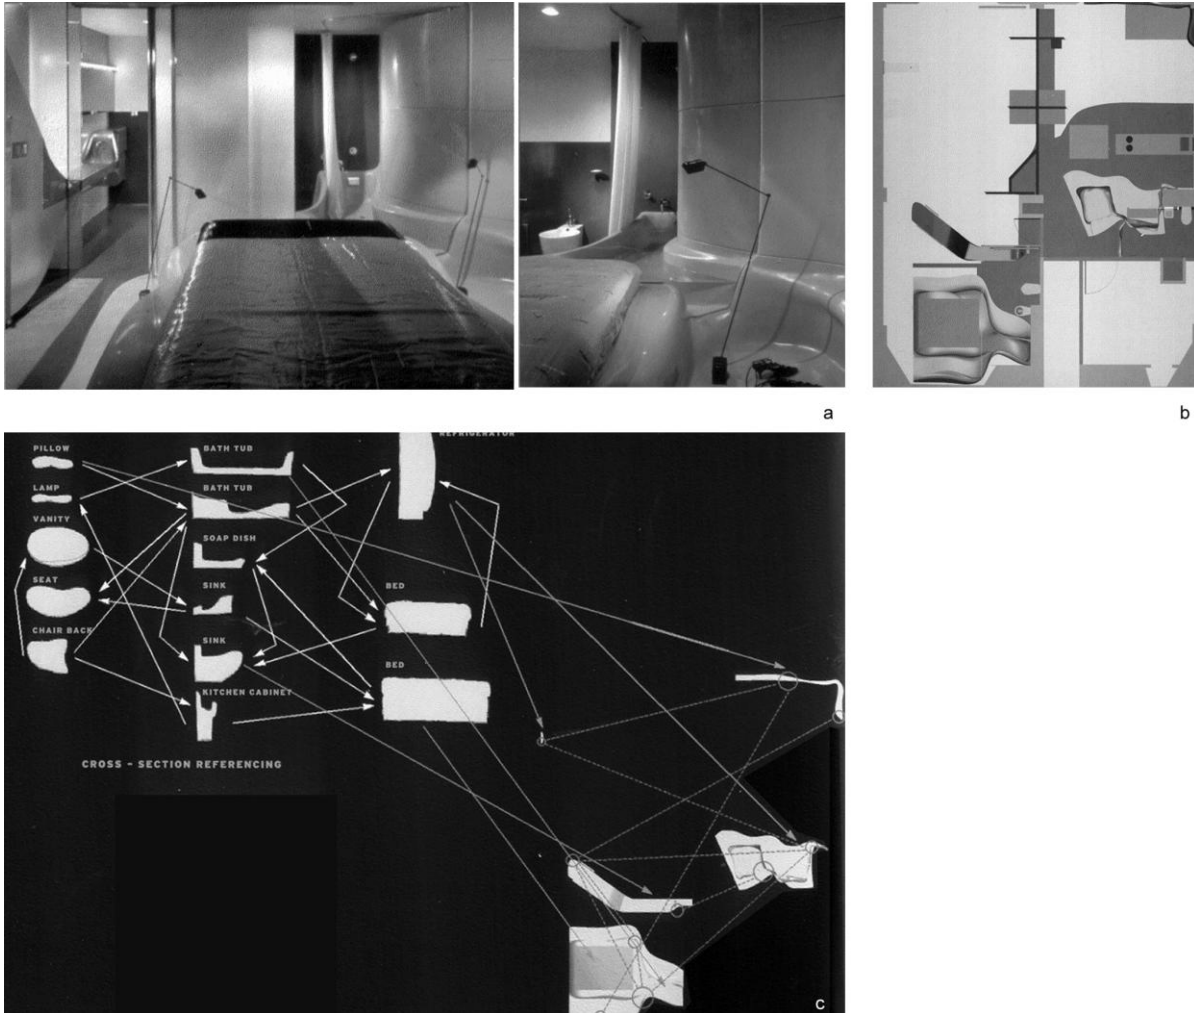 a
b
REFRIGERATOR
PILLOW
BATH TUB
LAMP
BATH TUB
VANITY
SOAP DISH
SEAT
SINK
BED
CHAIR BACK
SINK
BED
KITCHEN CABINET
CROSS - SECTION REFERENCING
c